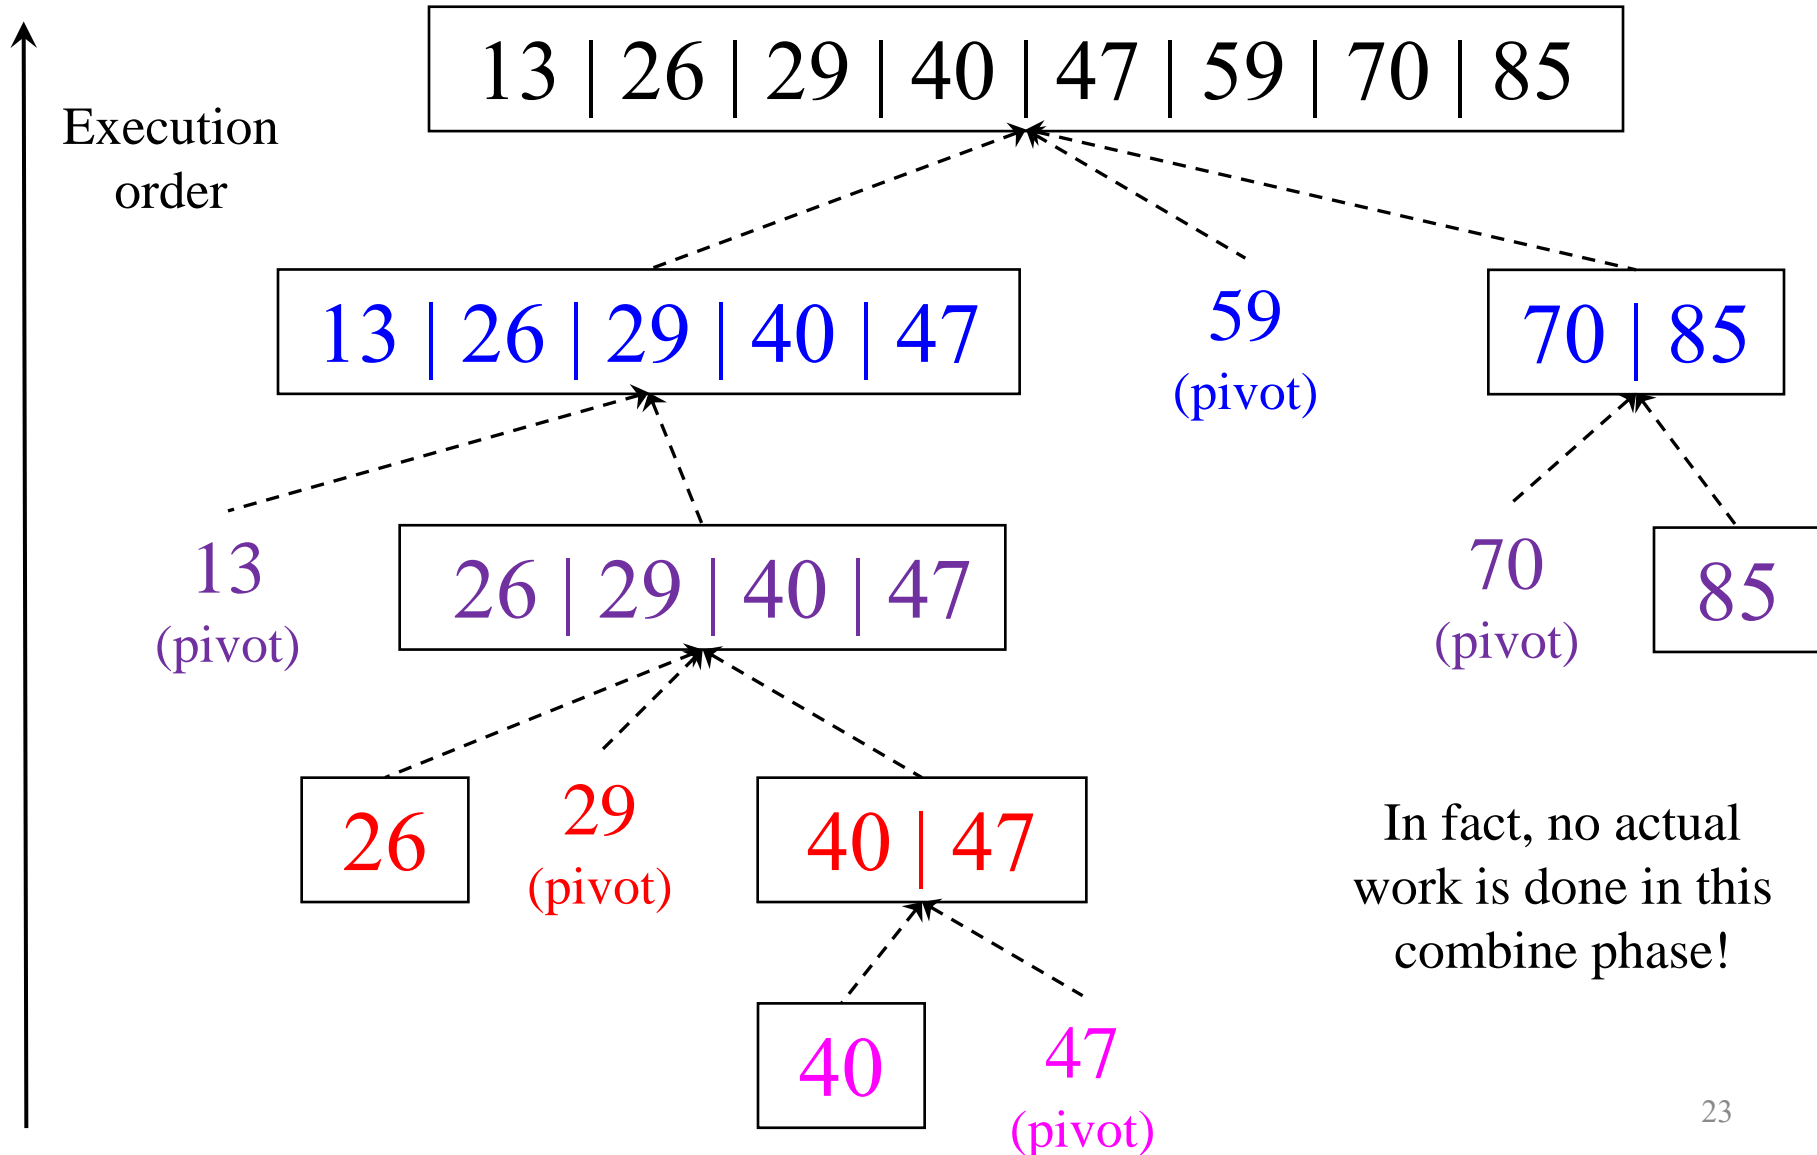 13 | 26 | 29 | 40 | 47 | 59 | 70 | 85
Execution
order
13 | 26 | 29 | 40 | 47
59
(pivot)
70 | 85
13
(pivot)
26 | 29 | 40 | 47
70
(pivot)
85
26
29
(pivot)
40 | 47
In fact, no actual
work is done in this
combine phase!
40
47
(pivot)
23